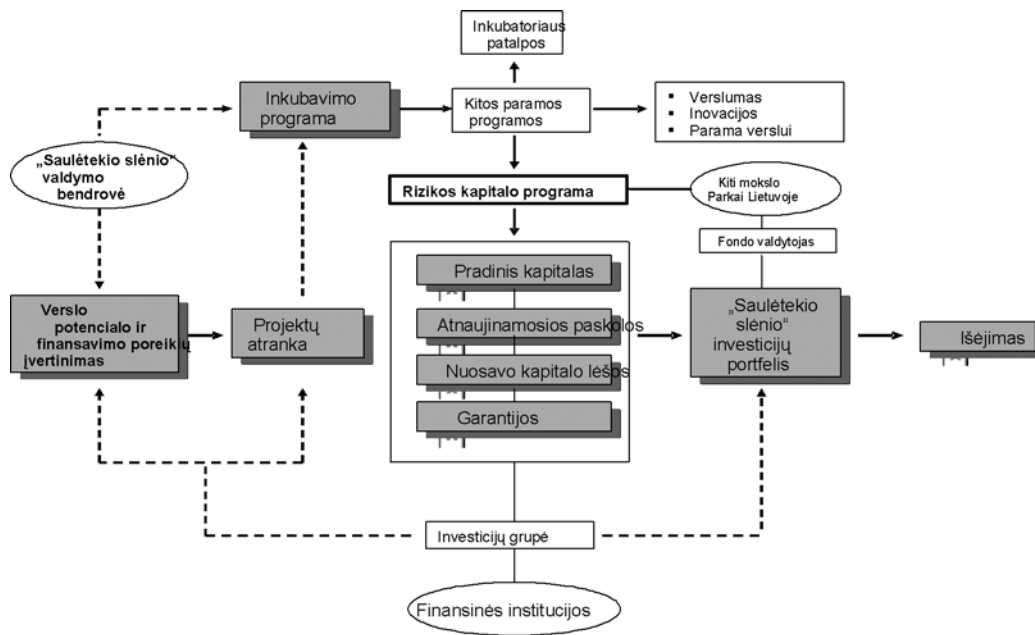 Inkubatoriaus
patalpos
Inkubavimo
programa
Kitos paramos
programos
▪ Verslumas
▪ Inovacijos
▪ Parama verslui
„Saulėtekio slėnio“
valdymo
bendrovė
Rizikos kapitalo programa
Kiti mokslo
Parkai Lietuvoje
Fondo valdytojas
Pradinis kapitalas
Atnaujinamosios paskolos
Nuosavo kapitalo lėšos
Garantijos
Verslo
potencialo ir
finansavimo poreikių
įvertinimas
Projektų
atranka
„Saulėtekio
slėnio“
investicijų
portfelis
Išėjimas
Investicijų grupė
Finansinės institucijos